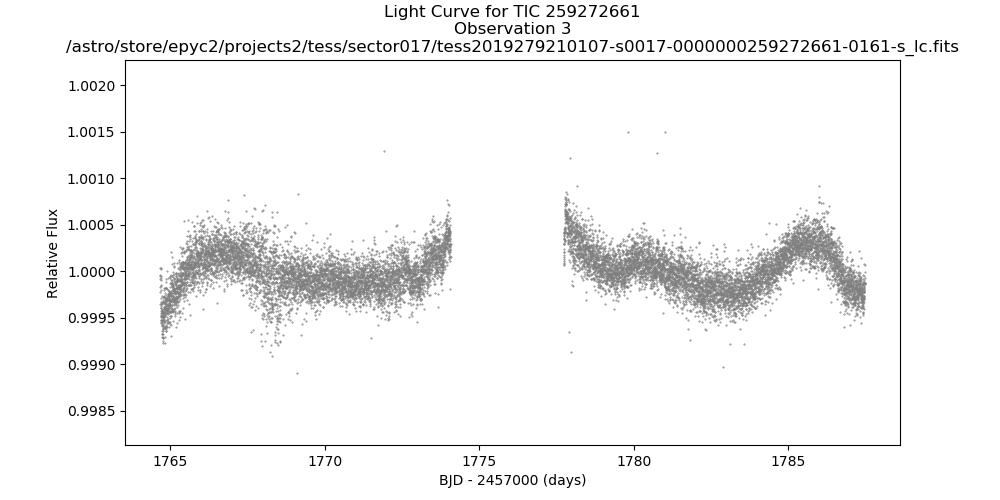 Light Curve for TIC 259272661
Observation 3
/astro/store/epyc2/projects2/tess/sector017/tess2019279210107-s0017-0000000259272661-0161-s_lc.fits
1.0020
1.0015
1.0010
1.0005
1.0000
0.9995
0.9990
0.9985
Relative Flux
1765
1770
1775
1780
1785
BJD - 2457000 (days)